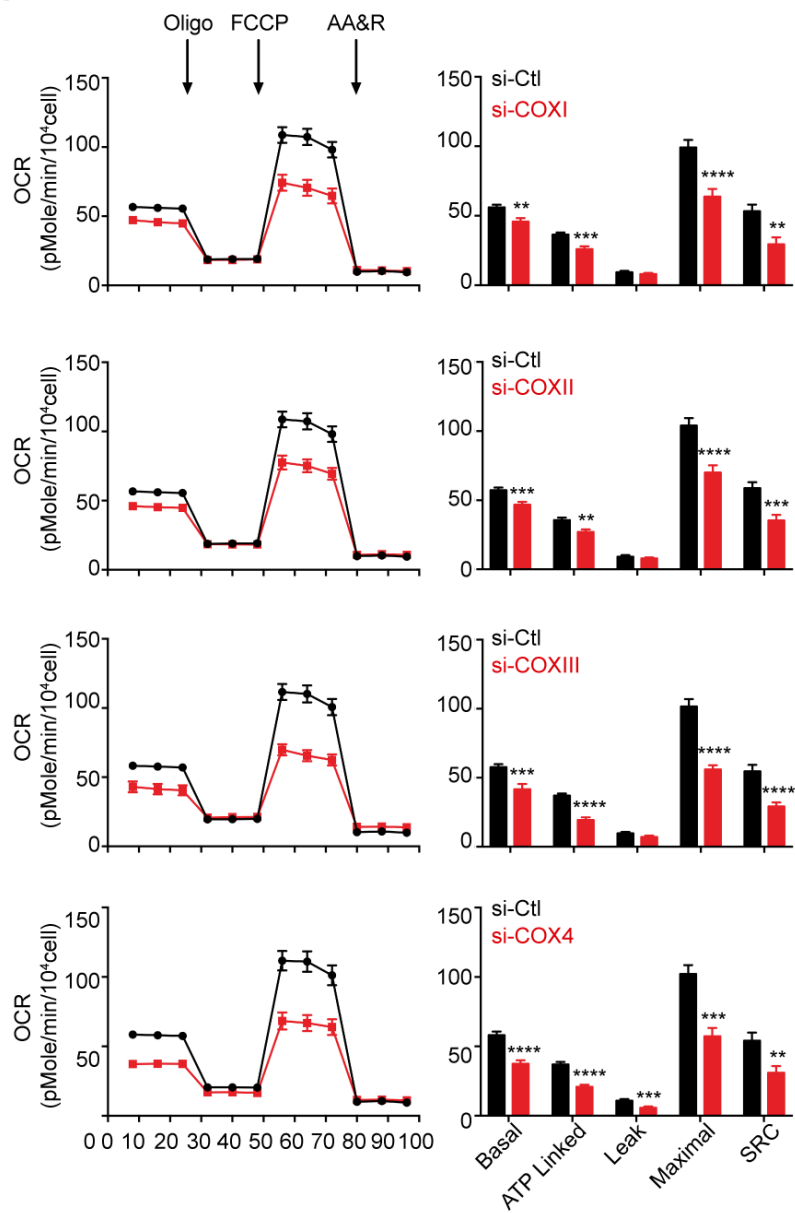 Oligo FCCP AA&R
OCR
(pMole/min/10⁴cell)
150
100
50
0
150
100
50
0
si-Ctl
si-COXI
** *** **** **
OCR
(pMole/min/10⁴cell)
150
100
50
0
150
100
50
0
si-Ctl
si-COXII
*** ** **** ***
OCR
(pMole/min/10⁴cell)
150
100
50
0
150
100
50
0
si-Ctl
si-COXIII
*** **** **** ****
OCR
(pMole/min/10⁴cell)
150
100
50
0
0 10 20 30 40 50 60 70 80 90 100
150
100
50
0
si-Ctl
si-COX4
**** **** *** *** **
Basal
ATP Linked
Leak
Maximal
SRC